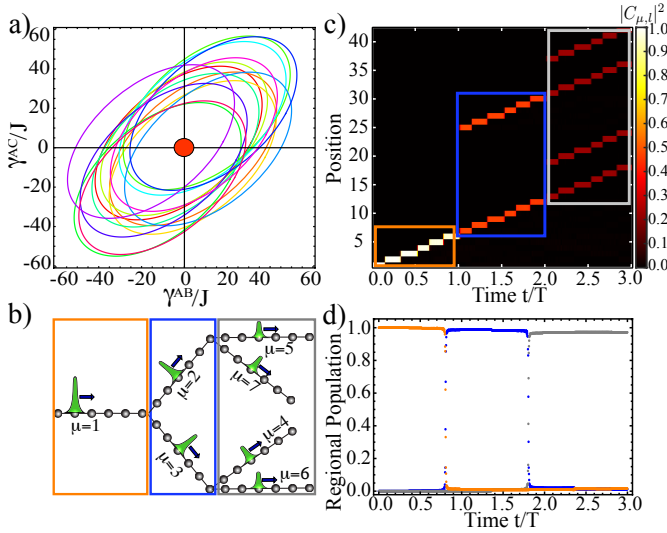 a)
γ^AC/J
60
40
20
0
-20
-40
-60
-60 -40 -20 0 20 40 60
γ^AB/J
b)
μ=1
μ=2
μ=3
μ=5
μ=7
μ=4
μ=6
c)
|C_μ,l|²
Position
40
35
30
25
20
15
10
5
0.0 0.5 1.0 1.5 2.0 2.5 3.0
Time t/T
1.0
0.9
0.8
0.7
0.6
0.5
0.4
0.3
0.2
0.1
0.0
d)
Regional Population
1.0
0.8
0.6
0.4
0.2
0.0
0.0 0.5 1.0 1.5 2.0 2.5 3.0
Time t/T